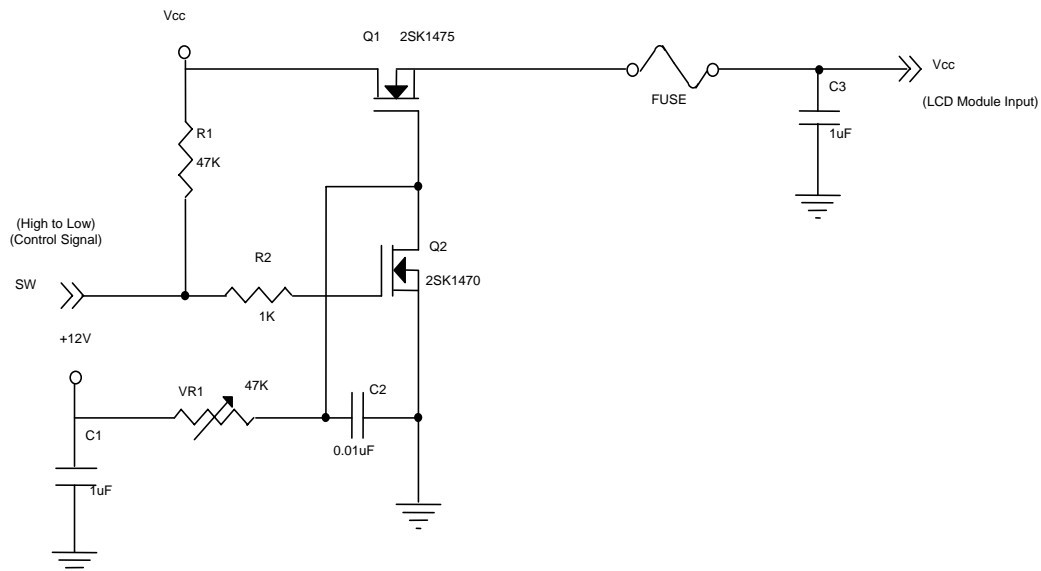 Vcc
Q1 2SK1475
Vcc
(LCD Module Input)
C3
1uF
FUSE
R1
47K
(High to Low)
(Control Signal)
SW
R2
1K
Q2
2SK1470
+12V
VR1
47K
C2
0.01uF
C1
1uF